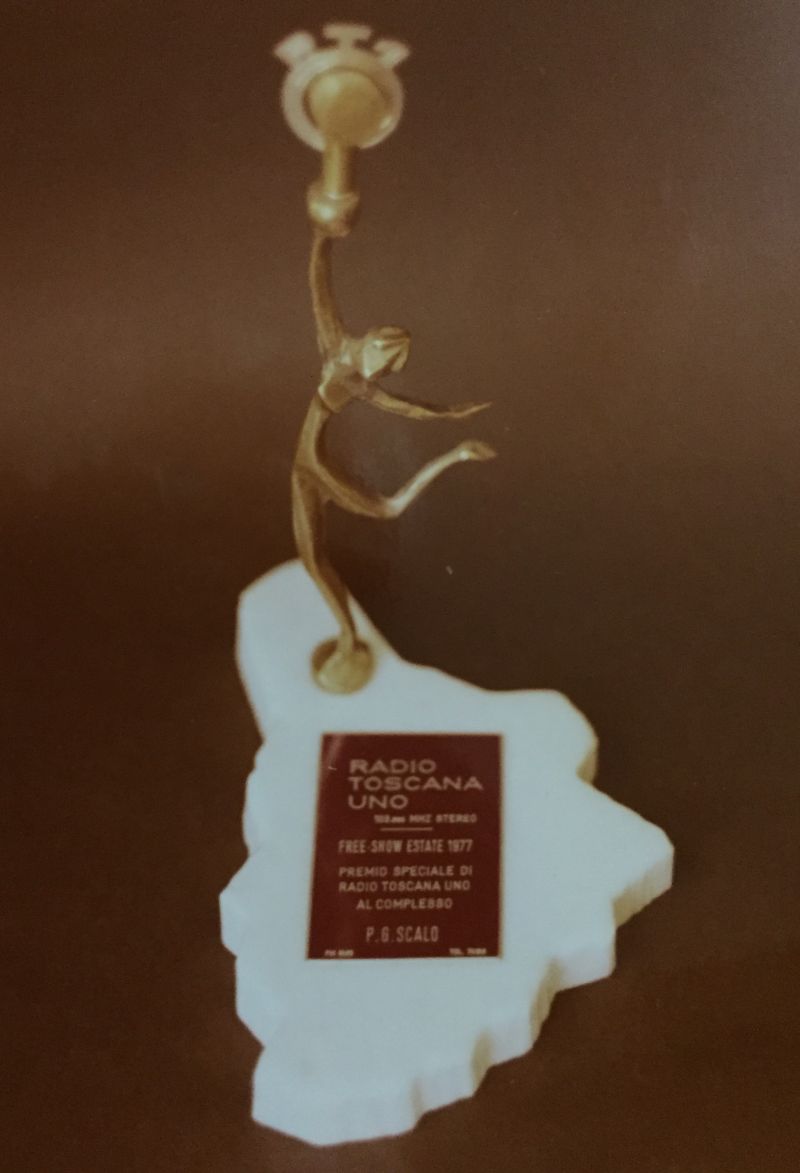 RADIO
TOSCANA
UNO
MHZ STEREO
FREE-SHOW ESTATE 1977
PREMIO SPECIALE DI
RADIO TOSCANA UNO
AL COMPLESSO
P.G.SCALO